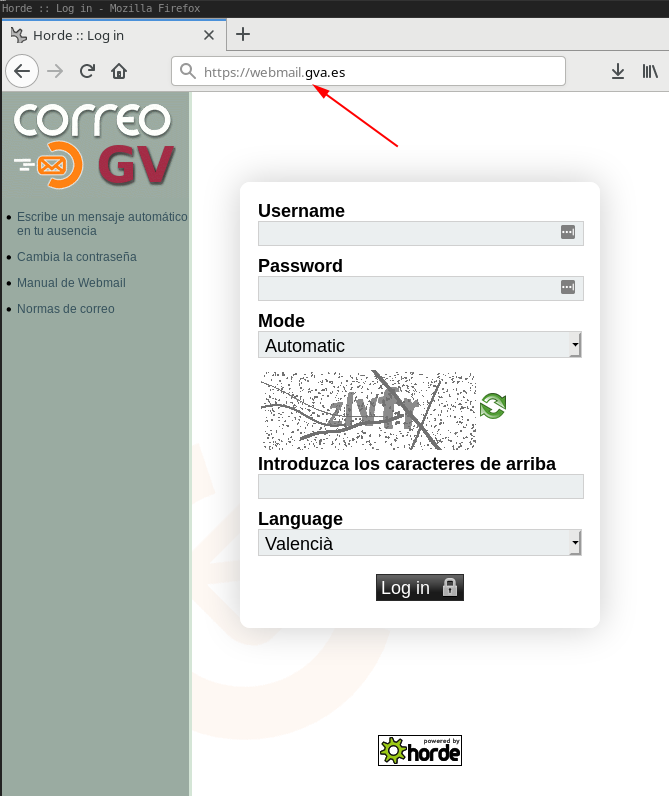 Horde :: Log in - Mozilla Firefox
Horde :: Log in
https://webmail.gva.es
CORREO
GV
Escribe un mensaje automático
en tu ausencia
Cambia la contraseña
Manual de Webmail
Normas de correo
Username
Password
Mode
Automatic
Introduzca los caracteres de arriba
Language
Valencià
Log in
powered by
horde